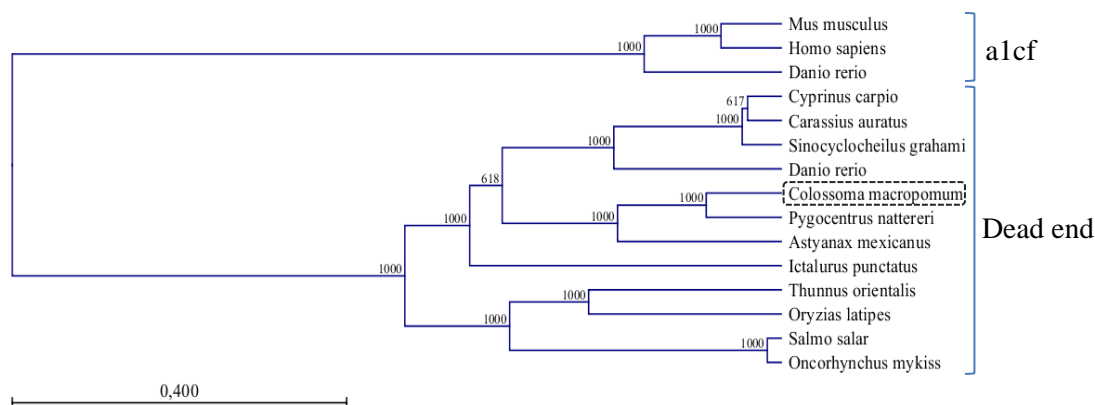 Mus musculus
1000
Homo sapiens
1000
a1cf
Danio rerio
Cyprinus carpio
617
1000
Carassius auratus
1000
Sinocyclocheilus grahami
Danio rerio
618
Colossoma macropomum
1000
1000
Pygocentrus nattereri
1000
Astyanax mexicanus
Dead end
Ictalurus punctatus
1000
Thunnus orientalis
1000
1000
Oryzias latipes
Salmo salar
1000
Oncorhynchus mykiss
0,400